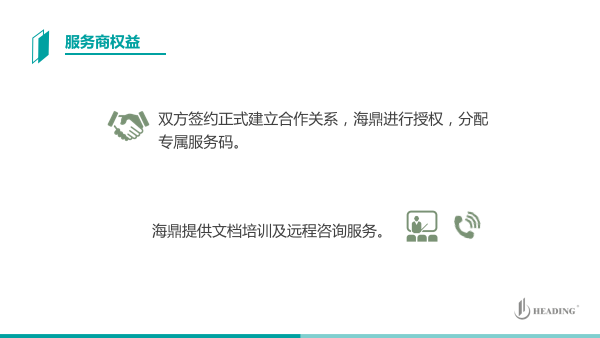 服务商权益
双方签约正式建立合作关系，海鼎进行授权，分配
专属服务码。
海鼎提供文档培训及远程咨询服务。
HEADING